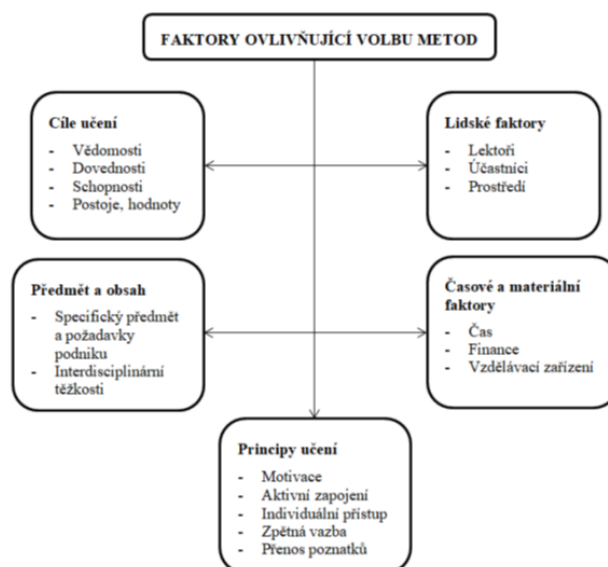 FAKTORY OVLIVŇUJÍCÍ VOLBU METOD
Cíle učení
- Vědomosti
- Dovednosti
- Schopnosti
- Postoje, hodnoty
Lidské faktory
- Lektoři
- Účastníci
- Prostředí
Předmět a obsah
- Specifický předmět
a požadavky
podniku
- Interdisciplinární
těžkosti
Časové a materiální
faktory
- Čas
- Finance
- Vzdělávací zařízení
Principy učení
- Motivace
- Aktivní zapojení
- Individuální přístup
- Zpětná vazba
- Přenos poznatků